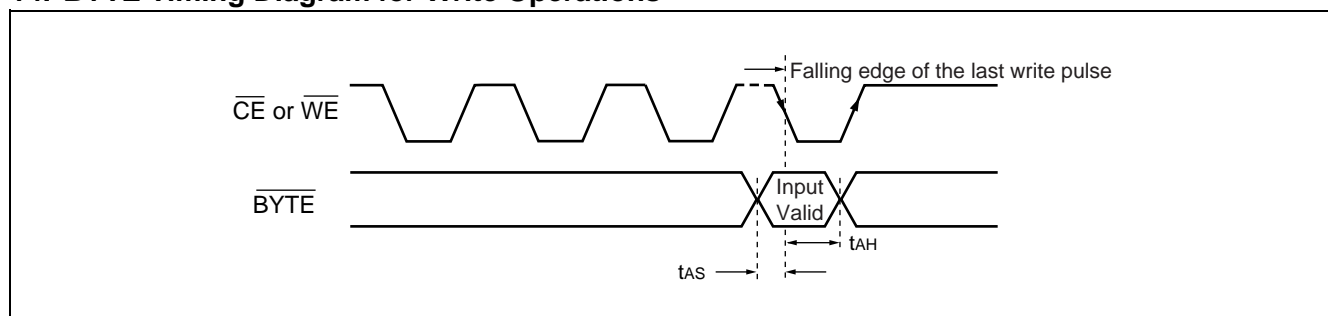 BYTE Timing Diagram for Write Operations
Falling edge of the last write pulse
CE or WE
BYTE
Input
Valid
tAH
tAS